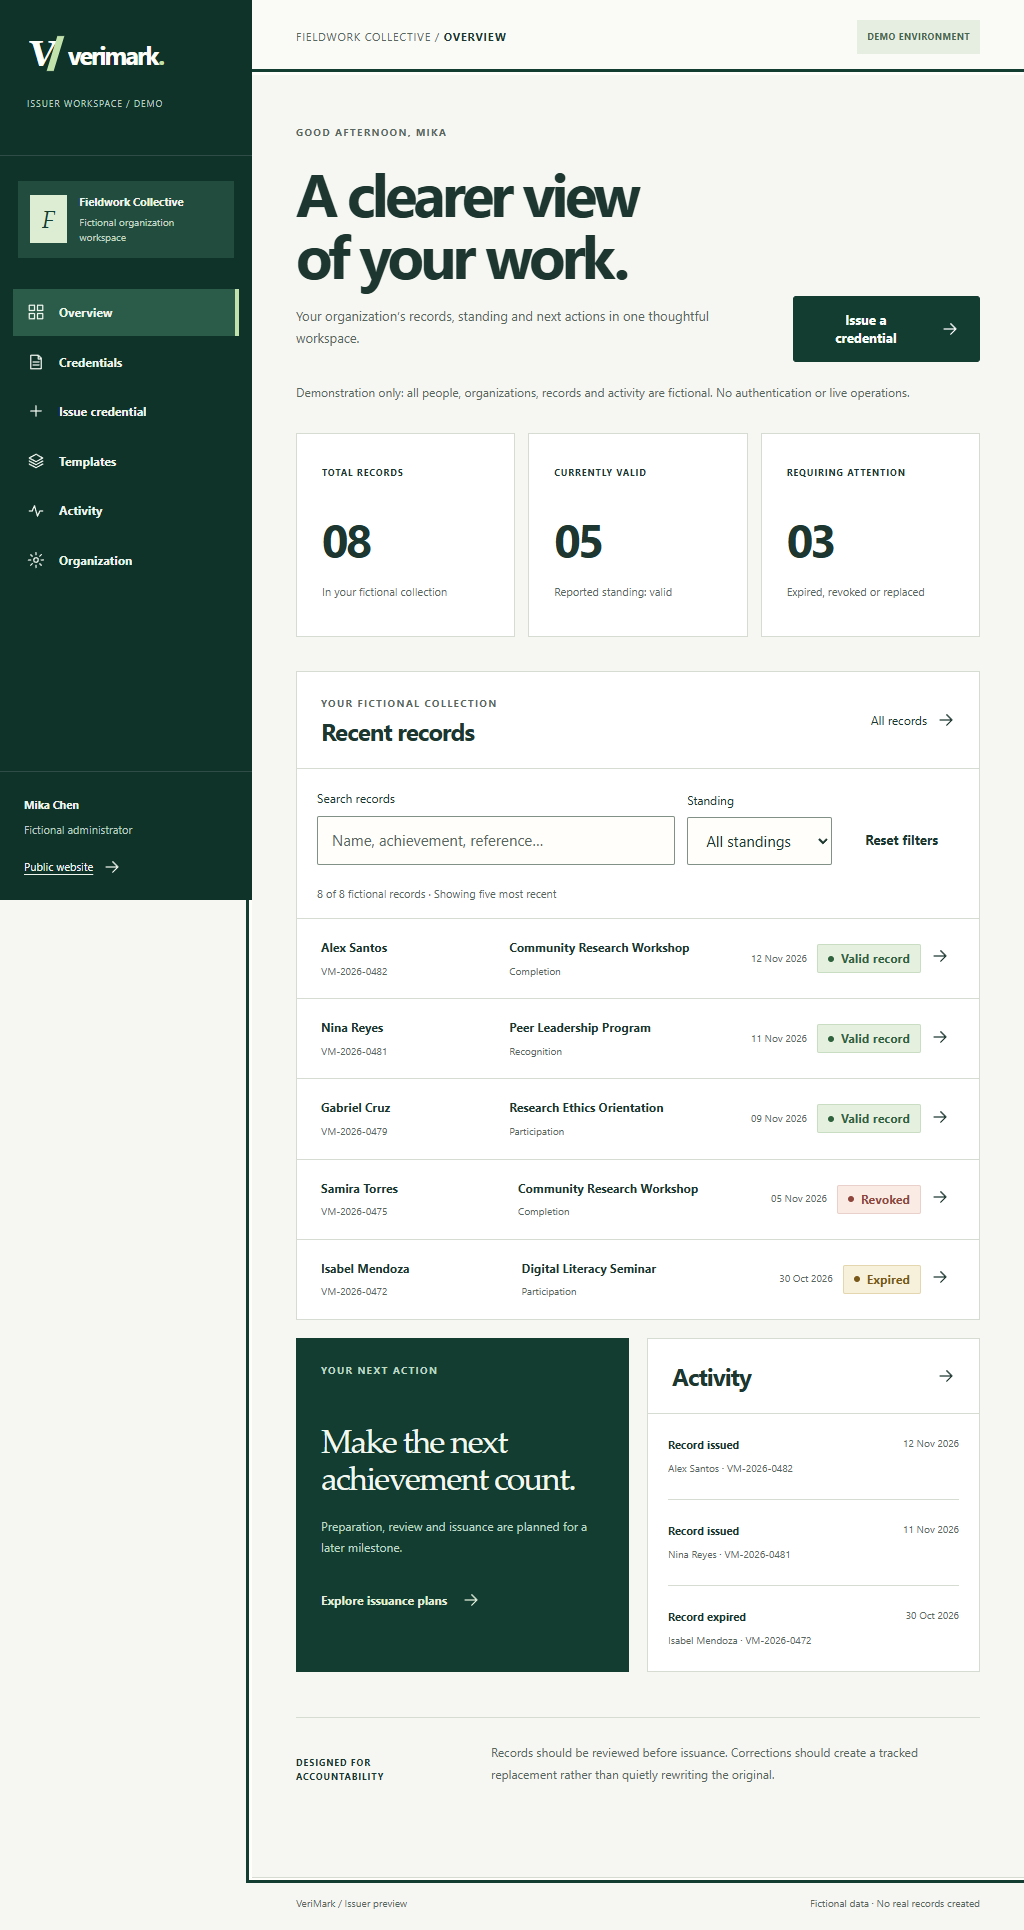 V verimark.
ISSUER WORKSPACE / DEMO
F
Fieldwork Collective
Fictional organization
workspace
Overview
Credentials
Issue credential
Templates
Activity
Organization
Mika Chen
Fictional administrator
Public website
FIELDWORK COLLECTIVE / OVERVIEW
DEMO ENVIRONMENT
GOOD AFTERNOON, MIKA
A clearer view
of your work.
Your organization's records, standing and next actions in one thoughtful
workspace.
Issue a
credential
Demonstration only: all people, organizations, records and activity are fictional. No authentication or live operations.
TOTAL RECORDS
08
In your fictional collection
CURRENTLY VALID
05
Reported standing: valid
REQUIRING ATTENTION
03
Expired, revoked or replaced
YOUR FICTIONAL COLLECTION
Recent records
All records
Search records
Name, achievement, reference...
Standing
All standings
Reset filters
8 of 8 fictional records · Showing five most recent
Alex Santos
VM-2026-0482
Community Research Workshop
Completion
12 Nov 2026
Valid record
Nina Reyes
VM-2026-0481
Peer Leadership Program
Recognition
11 Nov 2026
Valid record
Gabriel Cruz
VM-2026-0479
Research Ethics Orientation
Participation
09 Nov 2026
Valid record
Samira Torres
VM-2026-0475
Community Research Workshop
Completion
05 Nov 2026
Revoked
Isabel Mendoza
VM-2026-0472
Digital Literacy Seminar
Participation
30 Oct 2026
Expired
YOUR NEXT ACTION
Make the next
achievement count.
Preparation, review and issuance are planned for a
later milestone.
Explore issuance plans
Activity
Record issued
12 Nov 2026
Alex Santos · VM-2026-0482
Record issued
11 Nov 2026
Nina Reyes · VM-2026-0481
Record expired
30 Oct 2026
Isabel Mendoza · VM-2026-0472
DESIGNED FOR
ACCOUNTABILITY
Records should be reviewed before issuance. Corrections should create a tracked
replacement rather than quietly rewriting the original.
VeriMark / Issuer preview
Fictional data · No real records created